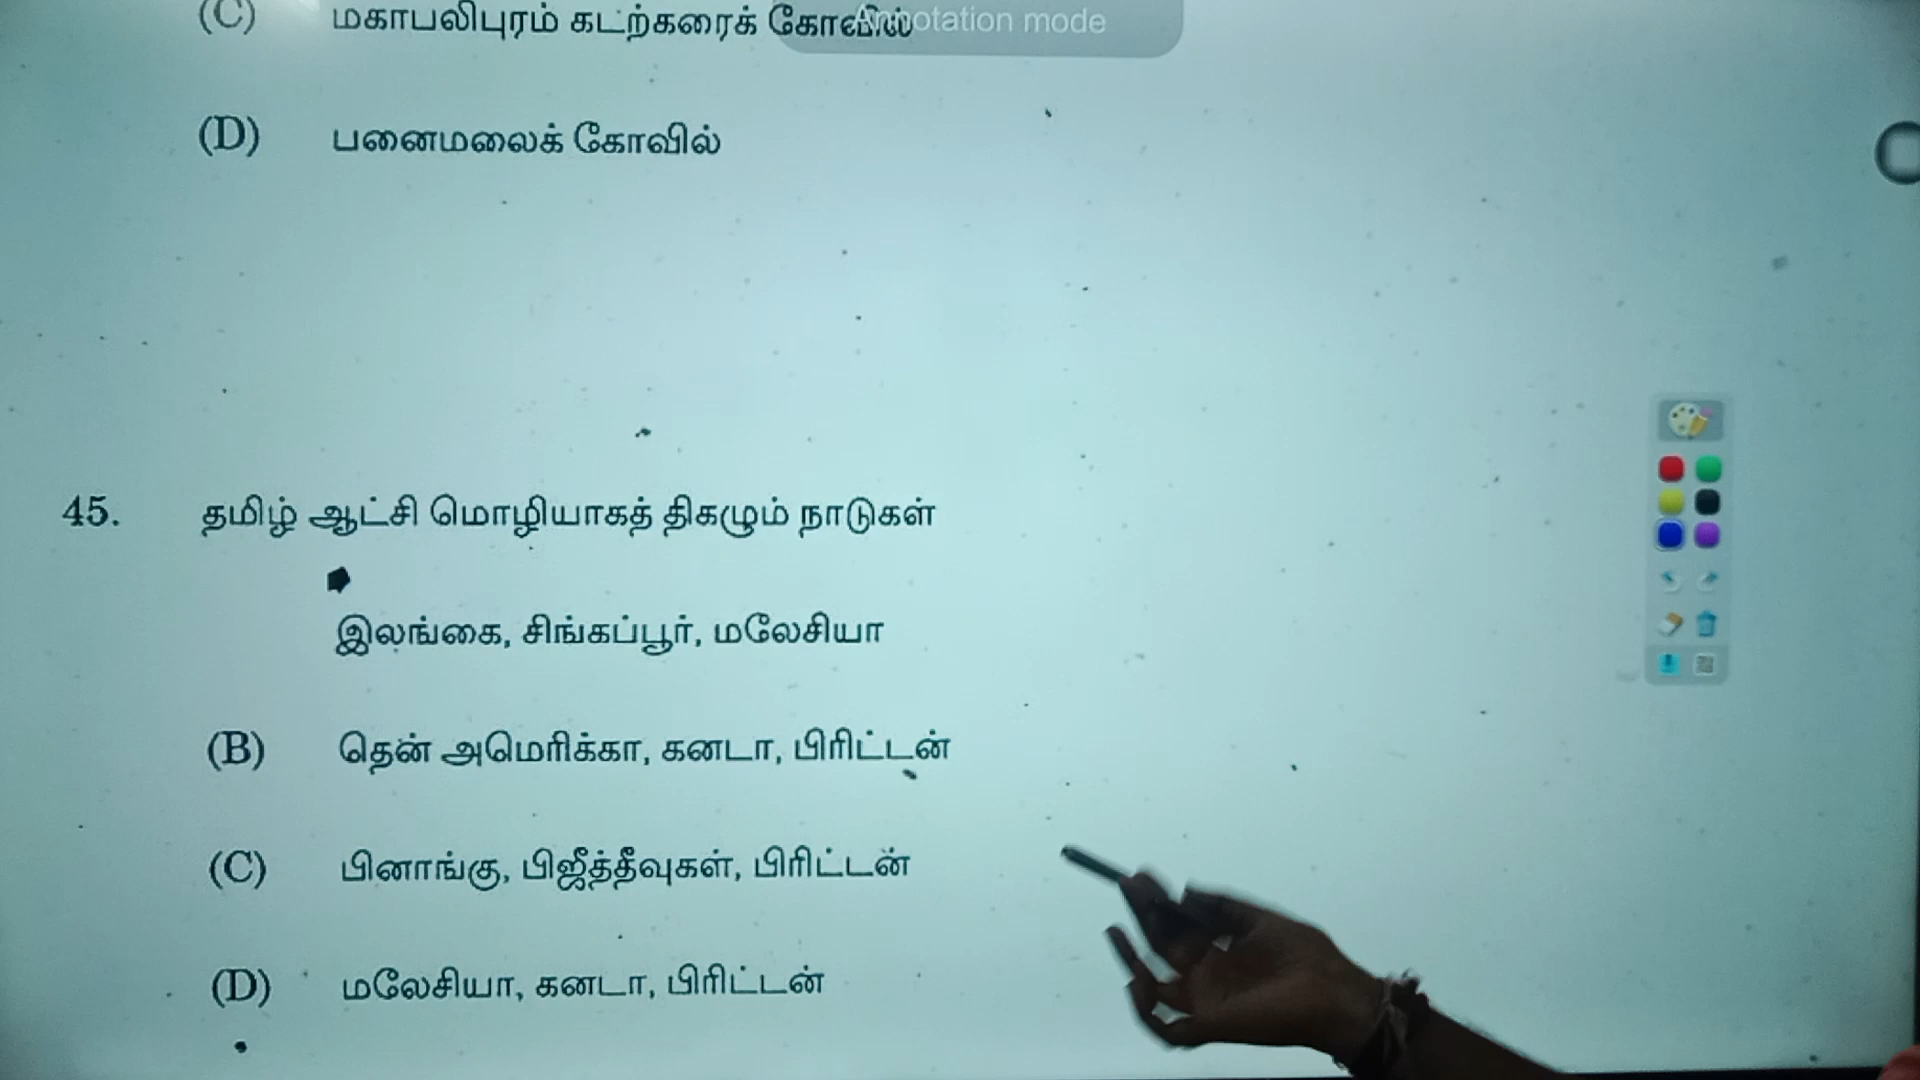 (C) மகாபலிபுரம் கடற்கரைக் கோவில்
Annotation mode
(D) பனைமலைக் கோவில்
45. தமிழ் ஆட்சி மொழியாகத் திகழும் நாடுகள்
இலங்கை, சிங்கப்பூர், மலேசியா
(B) தென் அமெரிக்கா, கனடா, பிரிட்டன்
(C) பினாங்கு, பிஜீத்தீவுகள், பிரிட்டன்
(D) மலேசியா, கனடா, பிரிட்டன்